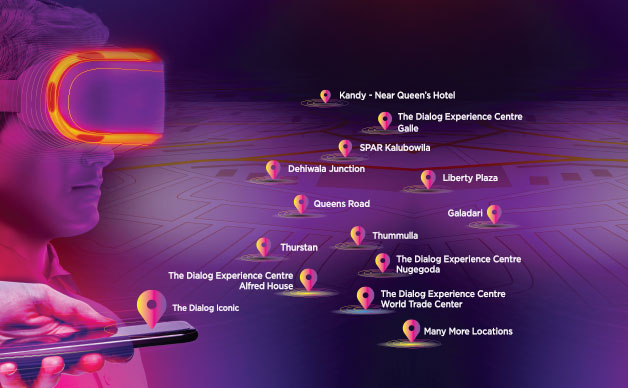 Kandy - Near Queen's Hotel
The Dialog Experience Centre
Galle
SPAR Kalubowila
Dehiwala Junction
Liberty Plaza
Queens Road
Galadari
Thummulla
Thurstan
The Dialog Experience Centre
Nugegoda
The Dialog Experience Centre
Alfred House
The Dialog Experience Centre
World Trade Center
The Dialog Iconic
Many More Locations